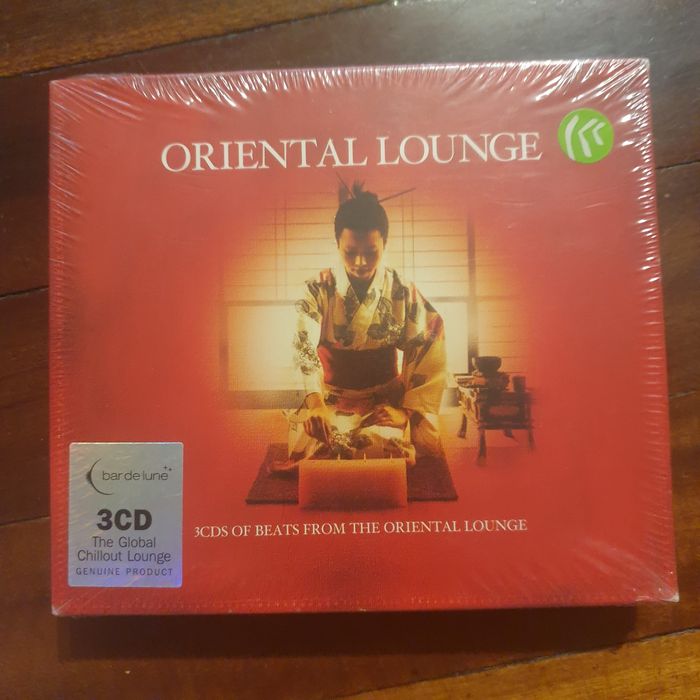 ORIENTAL LOUNGE
3CDS OF BEATS FROM THE ORIENTAL LOUNGE
bar de lune
3CD
The Global
Chillout Lounge
GENUINE PRODUCT